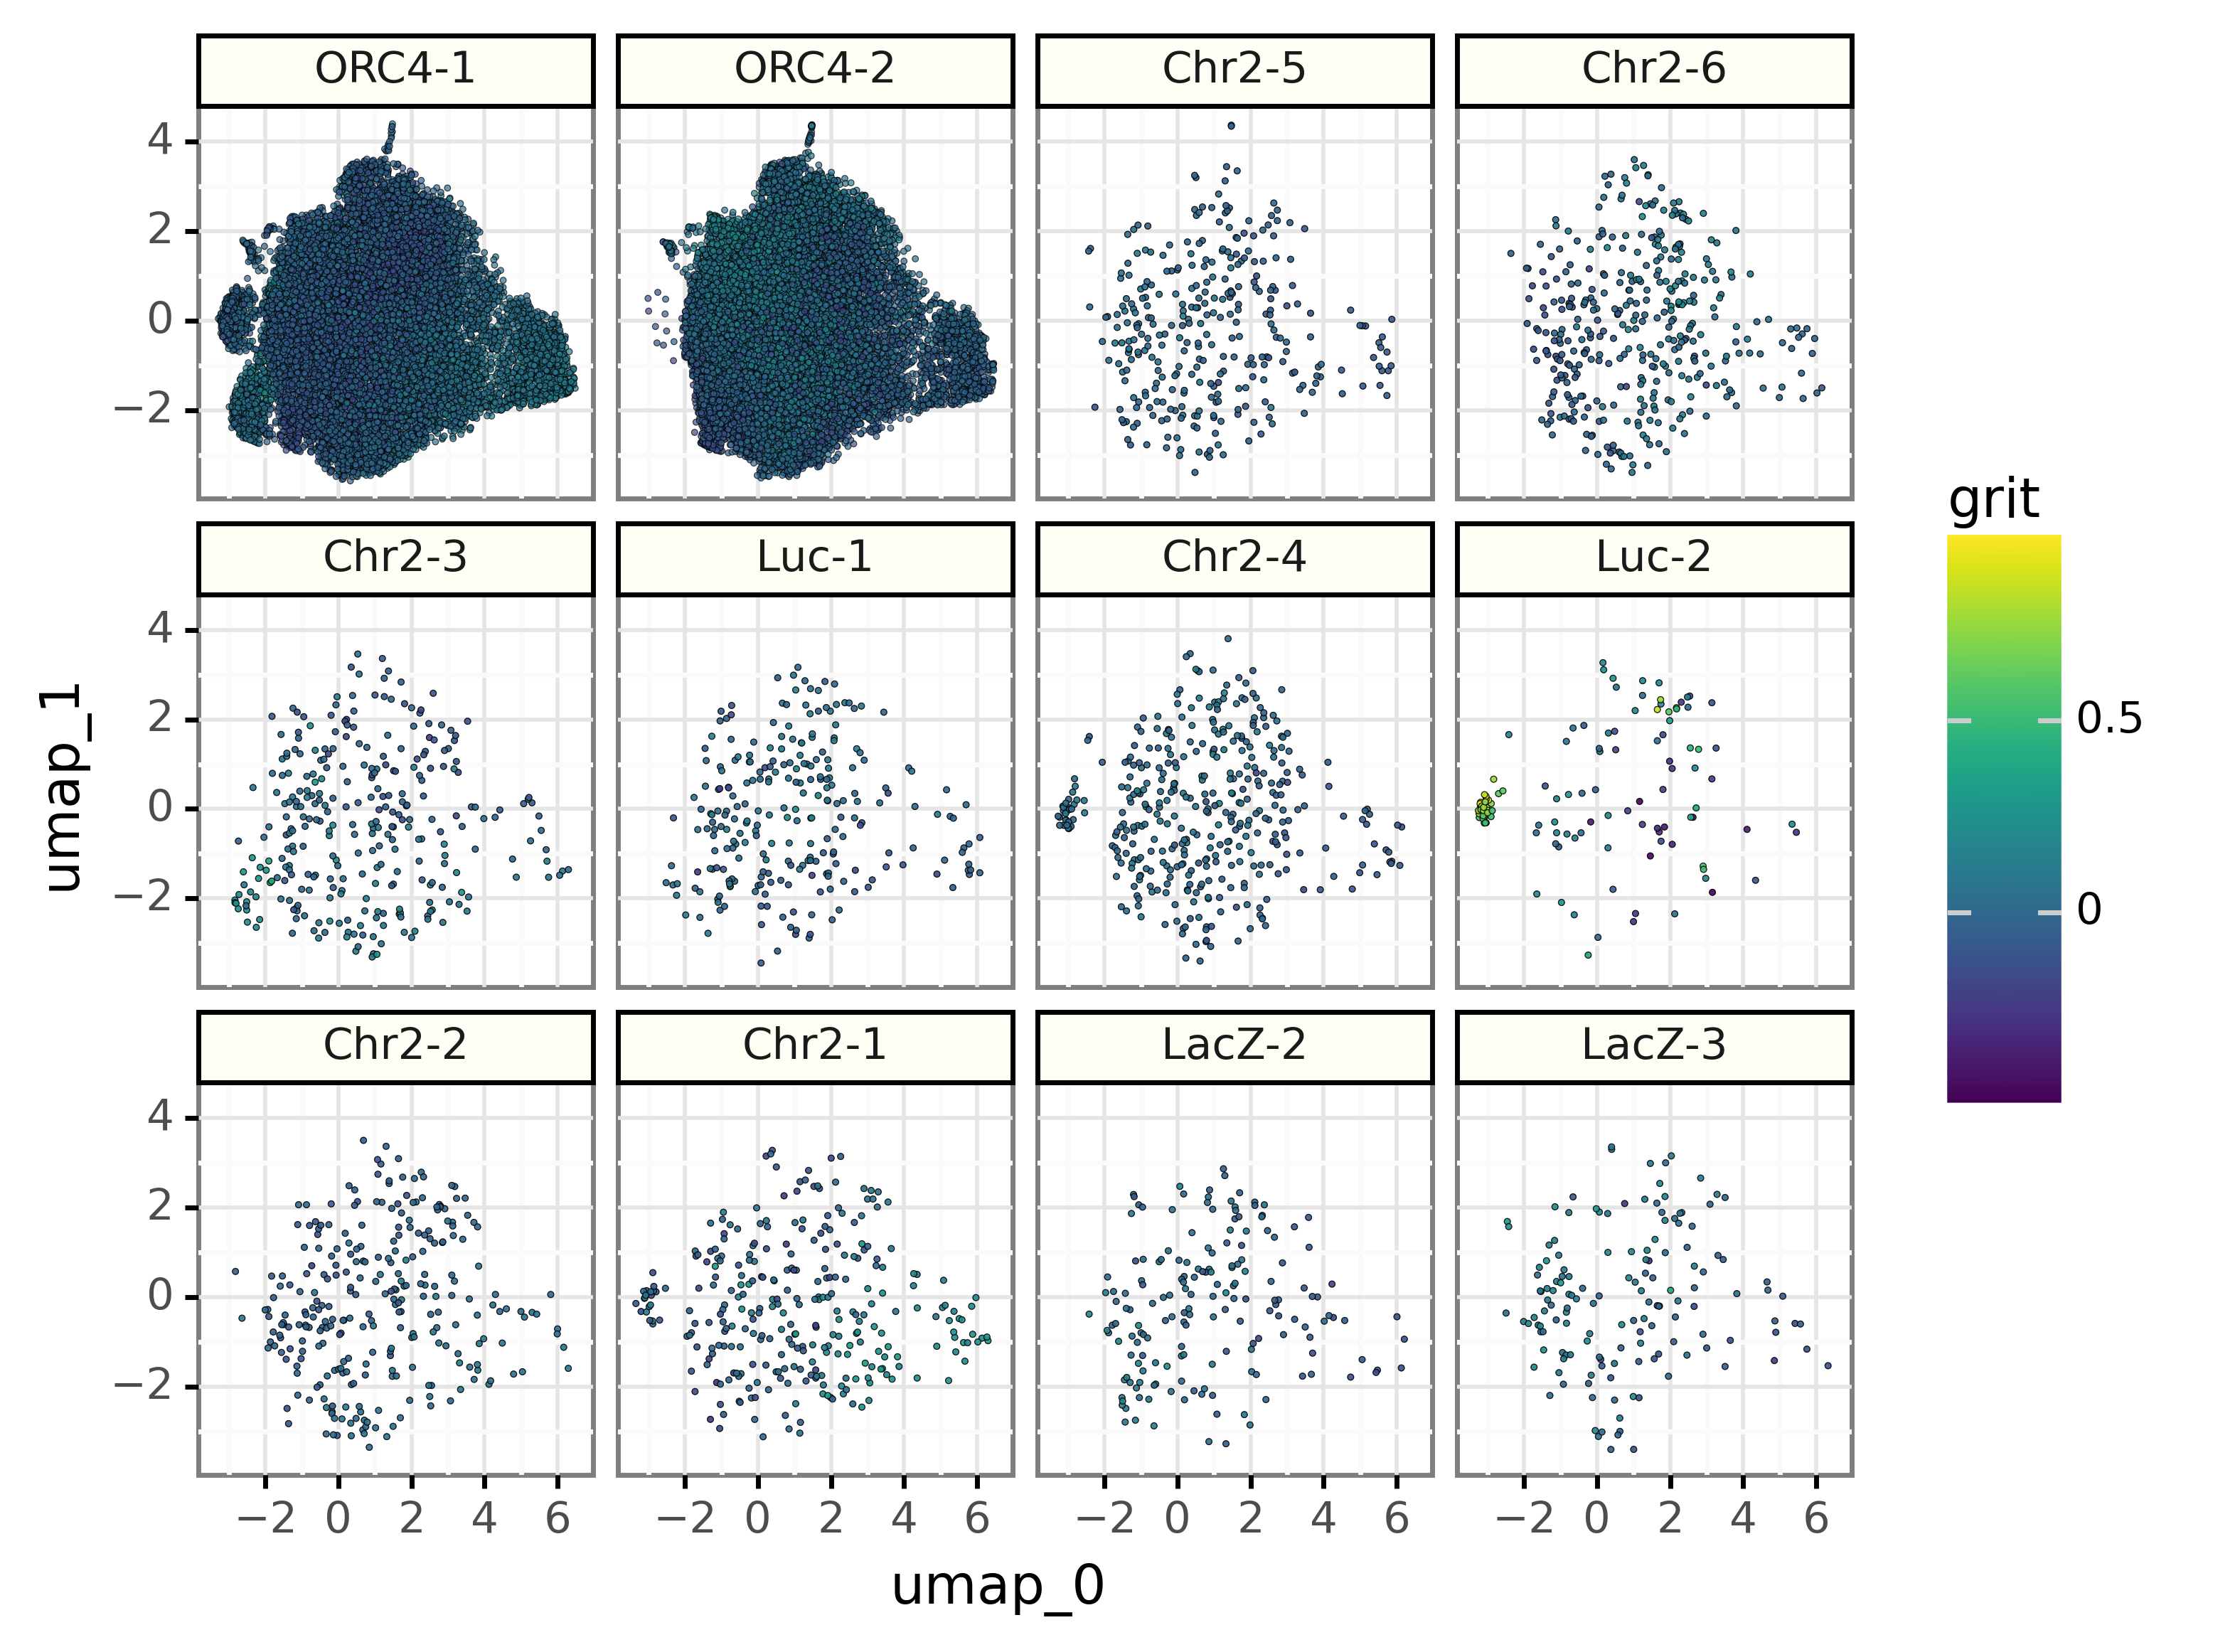 ORC4-1 ORC4-2 Chr2-5 Chr2-6
4
2
0
−2
Chr2-3 Luc-1 Chr2-4 Luc-2
4
2
0
−2
Chr2-2 Chr2-1 LacZ-2 LacZ-3
4
2
0
−2
−2 0 2 4 6 −2 0 2 4 6 −2 0 2 4 6 −2 0 2 4 6
umap_0
umap_1
grit
0.5
0